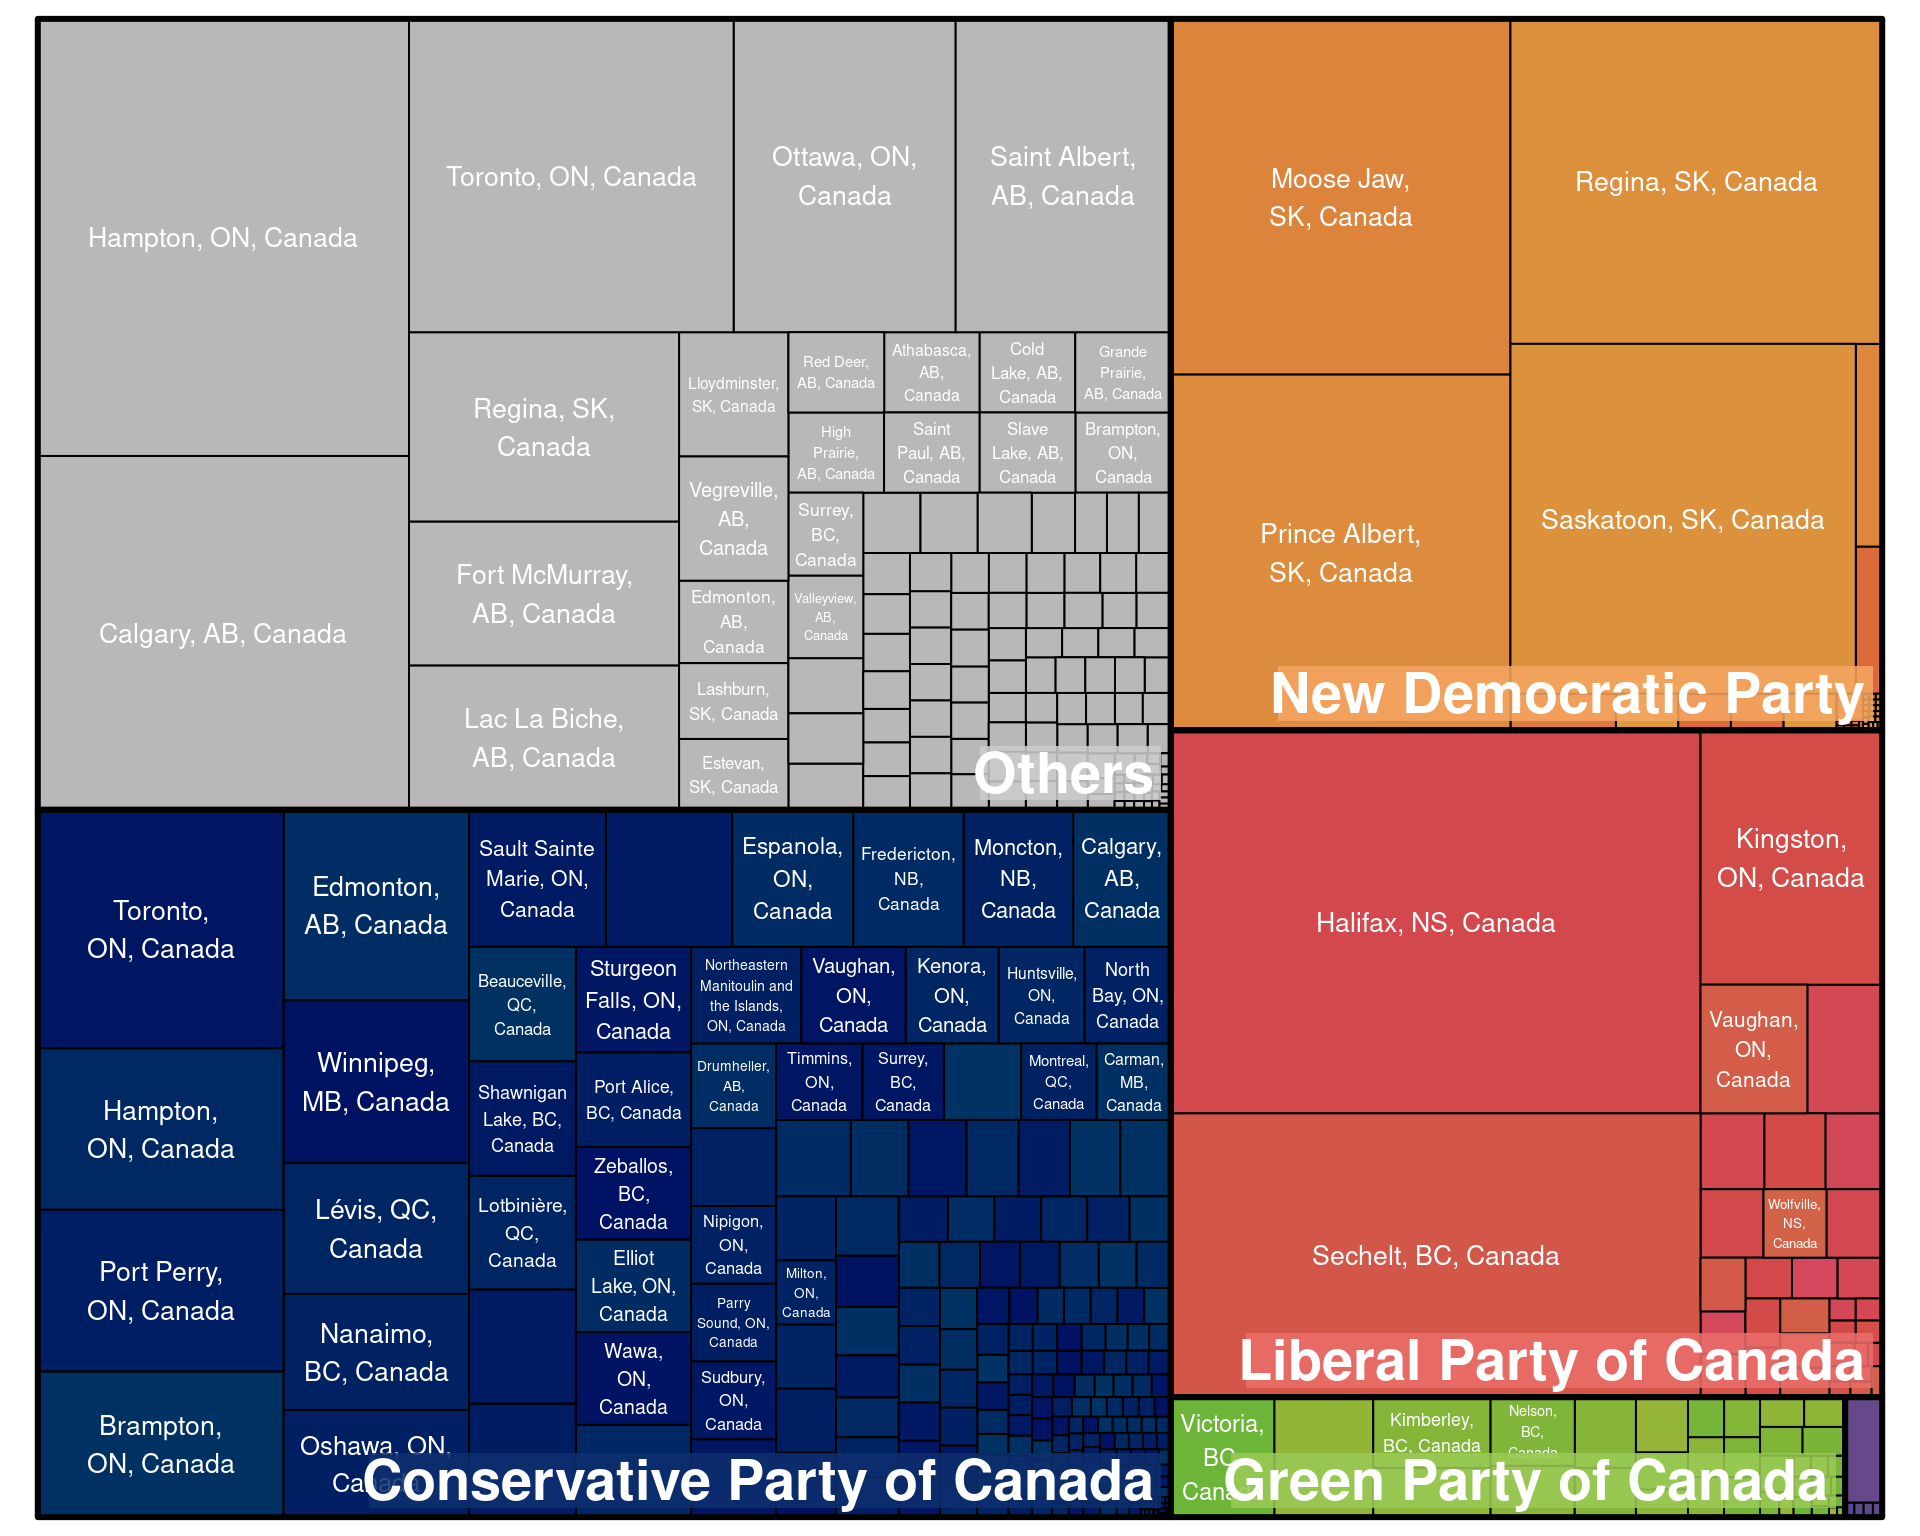 Hampton, ON, Canada
Toronto, ON, Canada
Ottawa, ON,
Canada
Saint Albert,
AB, Canada
Calgary, AB, Canada
Regina, SK,
Canada
Fort McMurray,
AB, Canada
Lac La Biche,
AB, Canada
Lloydminster,
SK, Canada
Vegreville,
AB,
Canada
Edmonton,
AB,
Canada
Lashburn,
SK, Canada
Estevan,
SK, Canada
Red Deer,
AB, Canada
Athabasca,
AB,
Canada
Cold
Lake, AB,
Canada
Grande
Prairie,
AB, Canada
High
Prairie,
AB, Canada
Saint
Paul, AB,
Canada
Slave
Lake, AB,
Canada
Brampton,
ON,
Canada
Surrey,
BC,
Canada
Valleyview,
AB,
Canada
Others
Moose Jaw,
SK, Canada
Regina, SK, Canada
Prince Albert,
SK, Canada
Saskatoon, SK, Canada
New Democratic Party
Toronto,
ON, Canada
Hampton,
ON, Canada
Port Perry,
ON, Canada
Brampton,
ON, Canada
Edmonton,
AB, Canada
Winnipeg,
MB, Canada
Lévis, QC,
Canada
Nanaimo,
BC, Canada
Oshawa, ON,
Canada
Sault Sainte
Marie, ON,
Canada
Espanola,
ON,
Canada
Fredericton,
NB,
Canada
Moncton,
NB,
Canada
Calgary,
AB,
Canada
Beauceville,
QC,
Canada
Shawnigan
Lake, BC,
Canada
Lotbinière,
QC,
Canada
Sturgeon
Falls, ON,
Canada
Port Alice,
BC, Canada
Zeballos,
BC,
Canada
Elliot
Lake, ON,
Canada
Wawa,
ON,
Canada
Northeastern
Manitoulin and
the Islands,
ON, Canada
Vaughan,
ON,
Canada
Kenora,
ON,
Canada
Huntsville,
ON,
Canada
North
Bay, ON,
Canada
Drumheller,
AB,
Canada
Timmins,
ON,
Canada
Surrey,
BC,
Canada
Montreal,
QC,
Canada
Carman,
MB,
Canada
Nipigon,
ON,
Canada
Parry
Sound, ON,
Canada
Sudbury,
ON,
Canada
Milton,
ON,
Canada
Conservative Party of Canada
Halifax, NS, Canada
Kingston,
ON, Canada
Vaughan,
ON,
Canada
Sechelt, BC, Canada
Wolfville,
NS,
Canada
Liberal Party of Canada
Victoria,
BC,
Canada
Kimberley,
BC, Canada
Nelson,
BC,
Canada
Green Party of Canada